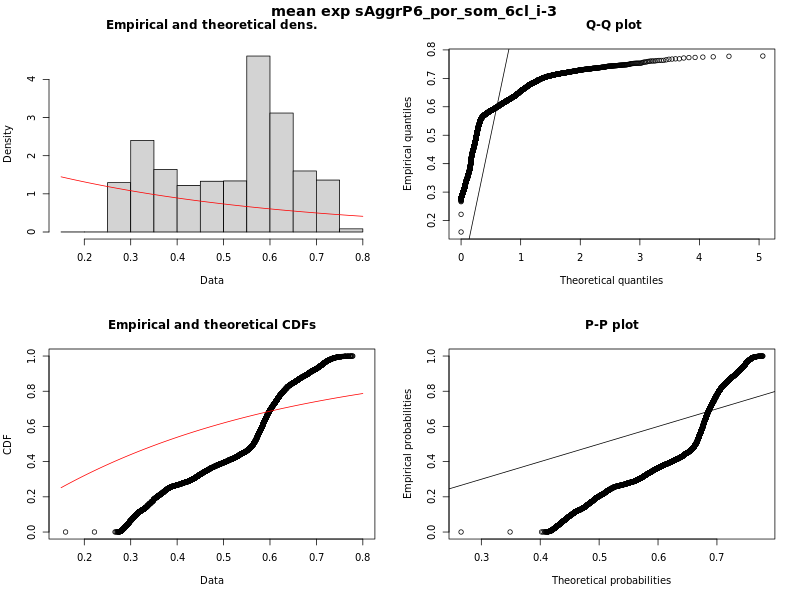 mean exp sAggrP6_por_som_6cl_i-3
Empirical and theoretical dens.
Density
0 1 2 3 4
0.2 0.3 0.4 0.5 0.6 0.7 0.8
Data
Q-Q plot
Empirical quantiles
0.2 0.3 0.4 0.5 0.6 0.7 0.8
0 1 2 3 4 5
Theoretical quantiles
Empirical and theoretical CDFs
CDF
0.0 0.2 0.4 0.6 0.8 1.0
0.2 0.3 0.4 0.5 0.6 0.7 0.8
Data
P-P plot
Empirical probabilities
0.0 0.2 0.4 0.6 0.8 1.0
0.3 0.4 0.5 0.6 0.7
Theoretical probabilities